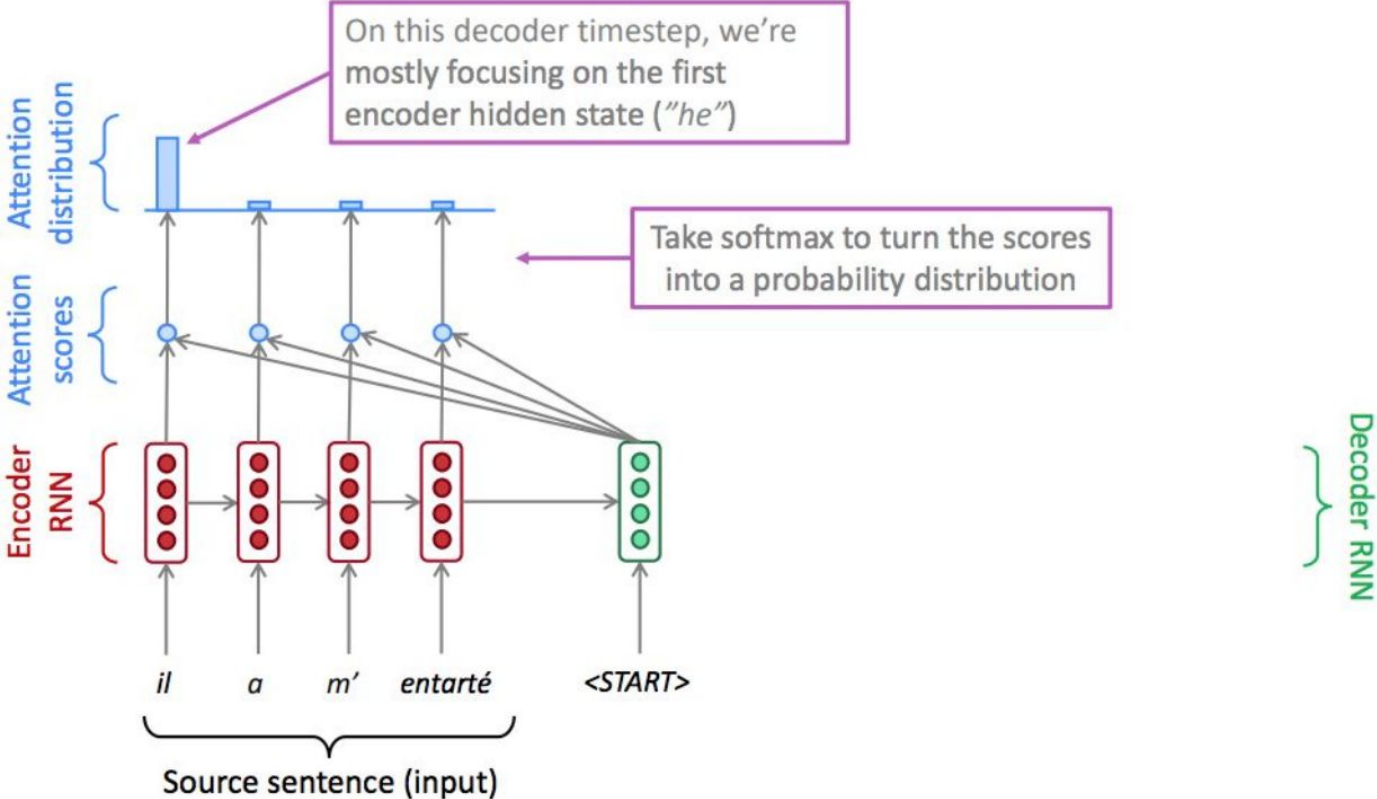 On this decoder timestep, we’re
mostly focusing on the first
encoder hidden state (”he”)
Attention
distribution
Take softmax to turn the scores
into a probability distribution
Attention
scores
Encoder
RNN
Decoder RNN
il a m’ entarté <START>
Source sentence (input)